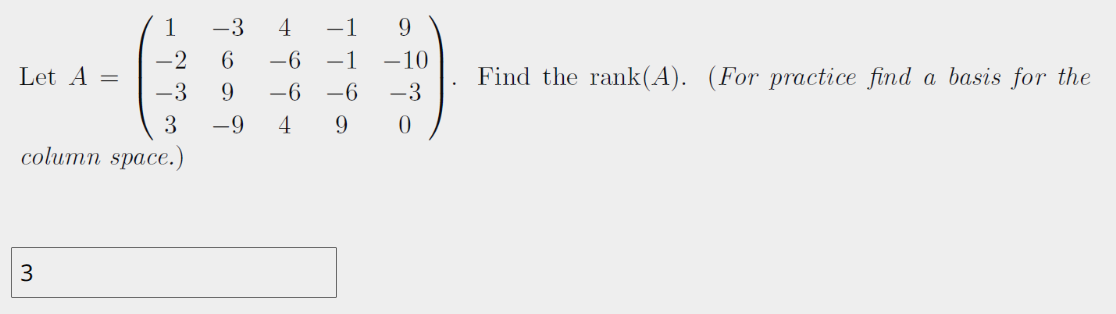 Let A = \begin{pmatrix} 1 & -3 & 4 & -1 & 9 \\ -2 & 6 & -6 & -1 & -10 \\ -3 & 9 & -6 & -6 & -3 \\ 3 & -9 & 4 & 9 & 0 \end{pmatrix}. Find the rank(A). (For practice find a basis for the
column space.)
3